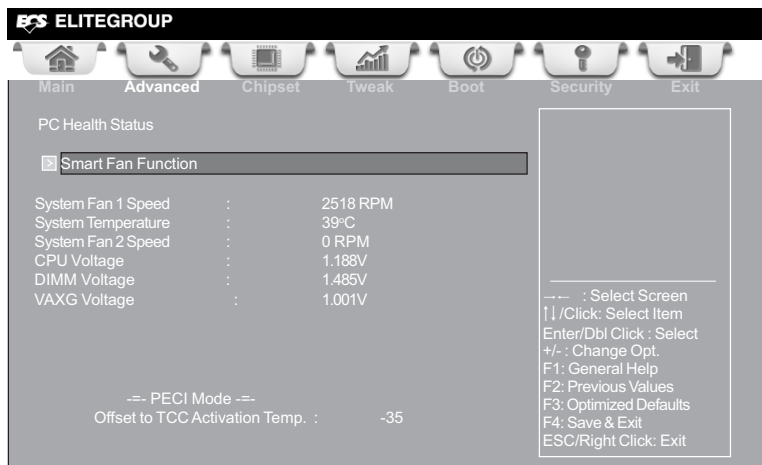 ECS ELITEGROUP
Main Advanced Chipset Tweak Boot Security Exit
PC Health Status
> Smart Fan Function
System Fan 1 Speed : 2518 RPM
System Temperature : 39°C
System Fan 2 Speed : 0 RPM
CPU Voltage : 1.188V
DIMM Voltage : 1.485V
VAXG Voltage : 1.001V
-=- PECI Mode -=-
Offset to TCC Activation Temp. : -35
→← : Select Screen
↑↓/Click: Select Item
Enter/Dbl Click : Select
+/- : Change Opt.
F1: General Help
F2: Previous Values
F3: Optimized Defaults
F4: Save & Exit
ESC/Right Click: Exit